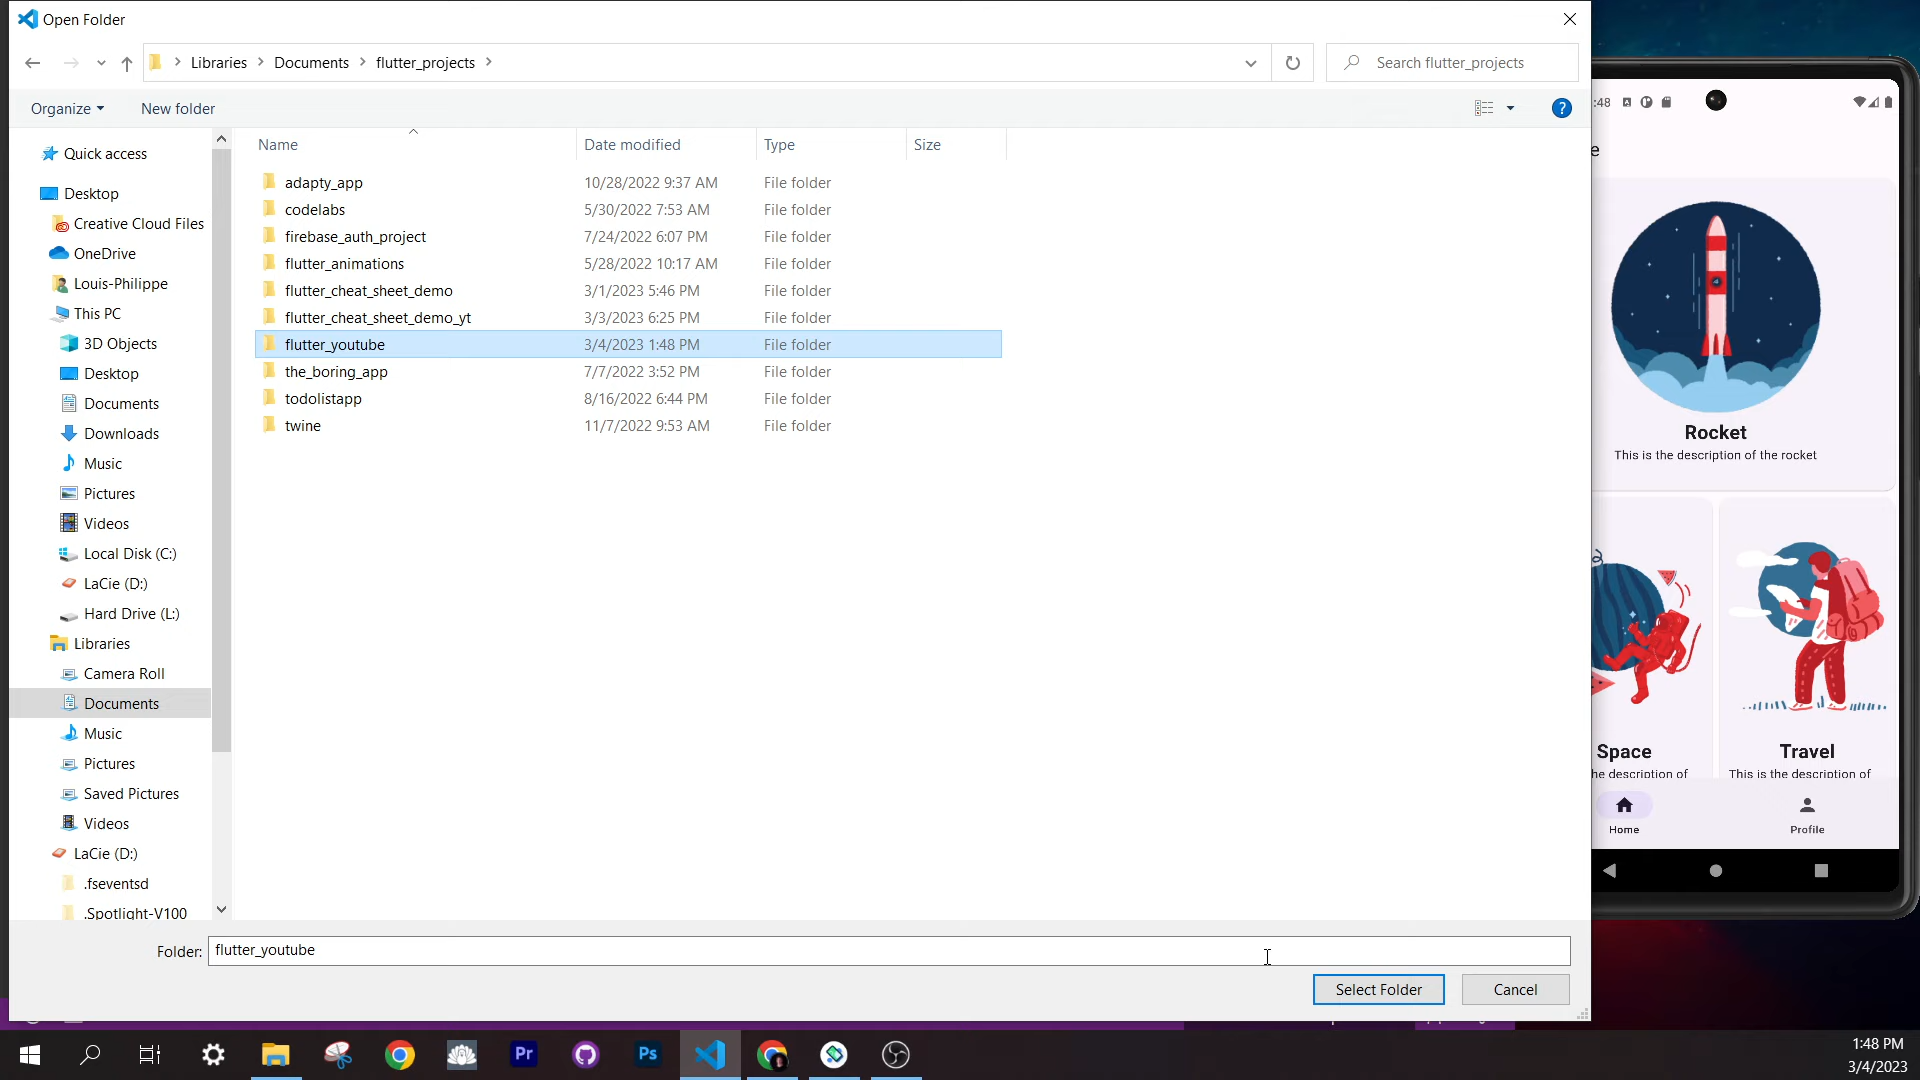 Open Folder
Libraries
Documents
flutter_projects
Search flutter_projects
Organize
New folder
?
Name
Date modified
Type
Size
adapty_app 10/28/2022 9:37 AM File folder
codelabs 5/30/2022 7:53 AM File folder
firebase_auth_project 7/24/2022 6:07 PM File folder
flutter_animations 5/28/2022 10:17 AM File folder
flutter_cheat_sheet_demo 3/1/2023 5:46 PM File folder
flutter_cheat_sheet_demo_yt 3/3/2023 6:25 PM File folder
flutter_youtube 3/4/2023 1:48 PM File folder
the_boring_app 7/7/2022 3:52 PM File folder
todolistapp 8/16/2022 6:44 PM File folder
twine 11/7/2022 9:53 AM File folder
Quick access
Desktop
Creative Cloud Files
OneDrive
Louis-Philippe
This PC
3D Objects
Desktop
Documents
Downloads
Music
Pictures
Videos
Local Disk (C:)
LaCie (D:)
Hard Drive (L:)
Libraries
Camera Roll
Documents
Music
Pictures
Saved Pictures
Videos
LaCie (D:)
.fseventsd
.Spotlight-V100
Folder:
flutter_youtube
Select Folder
Cancel
:48
e
Rocket
This is the description of the rocket
Space
he description of
Travel
This is the description of
Home
Profile
Pr
Ps
1:48 PM
3/4/2023